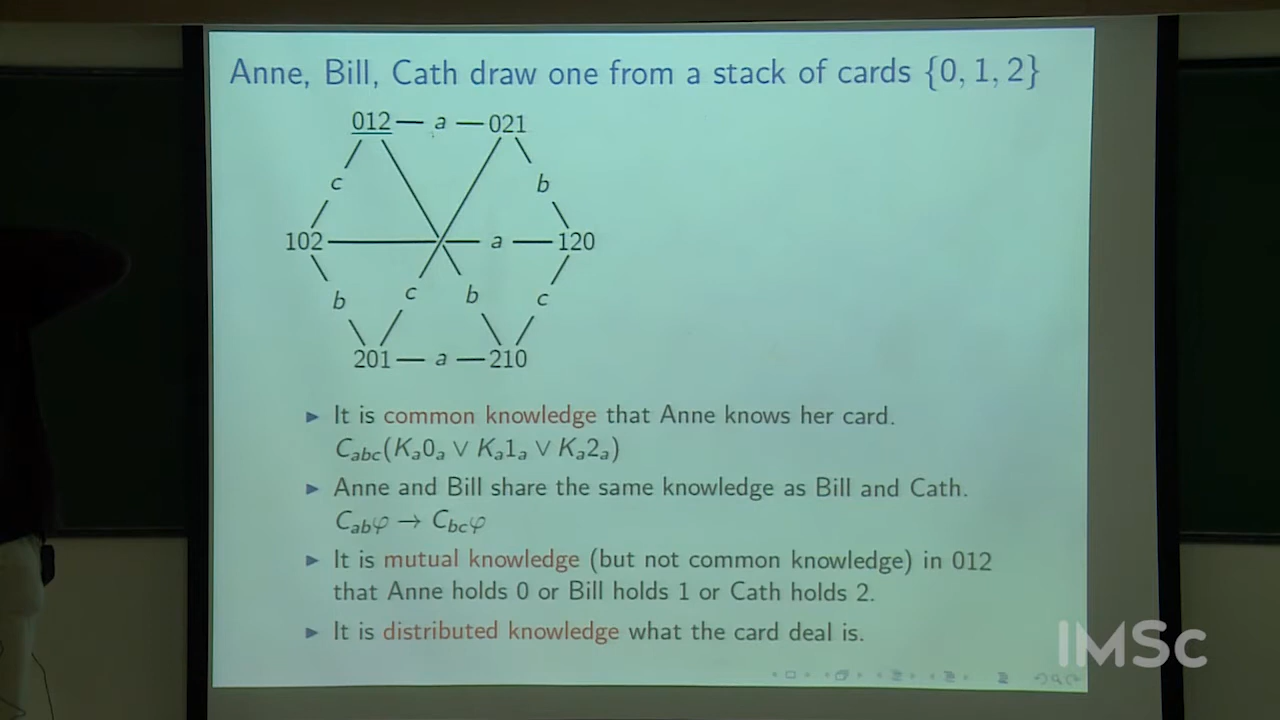 Anne, Bill, Cath draw one from a stack of cards {0, 1, 2}
012 — a — 021
c b
102 — a — 120
b c b c
201 — a — 210
It is common knowledge that Anne knows her card.
C_abc(K_a0_a ∨ K_a1_a ∨ K_a2_a)
Anne and Bill share the same knowledge as Bill and Cath.
C_abφ → C_bcφ
It is mutual knowledge (but not common knowledge) in 012
that Anne holds 0 or Bill holds 1 or Cath holds 2.
It is distributed knowledge what the card deal is.
IMSc